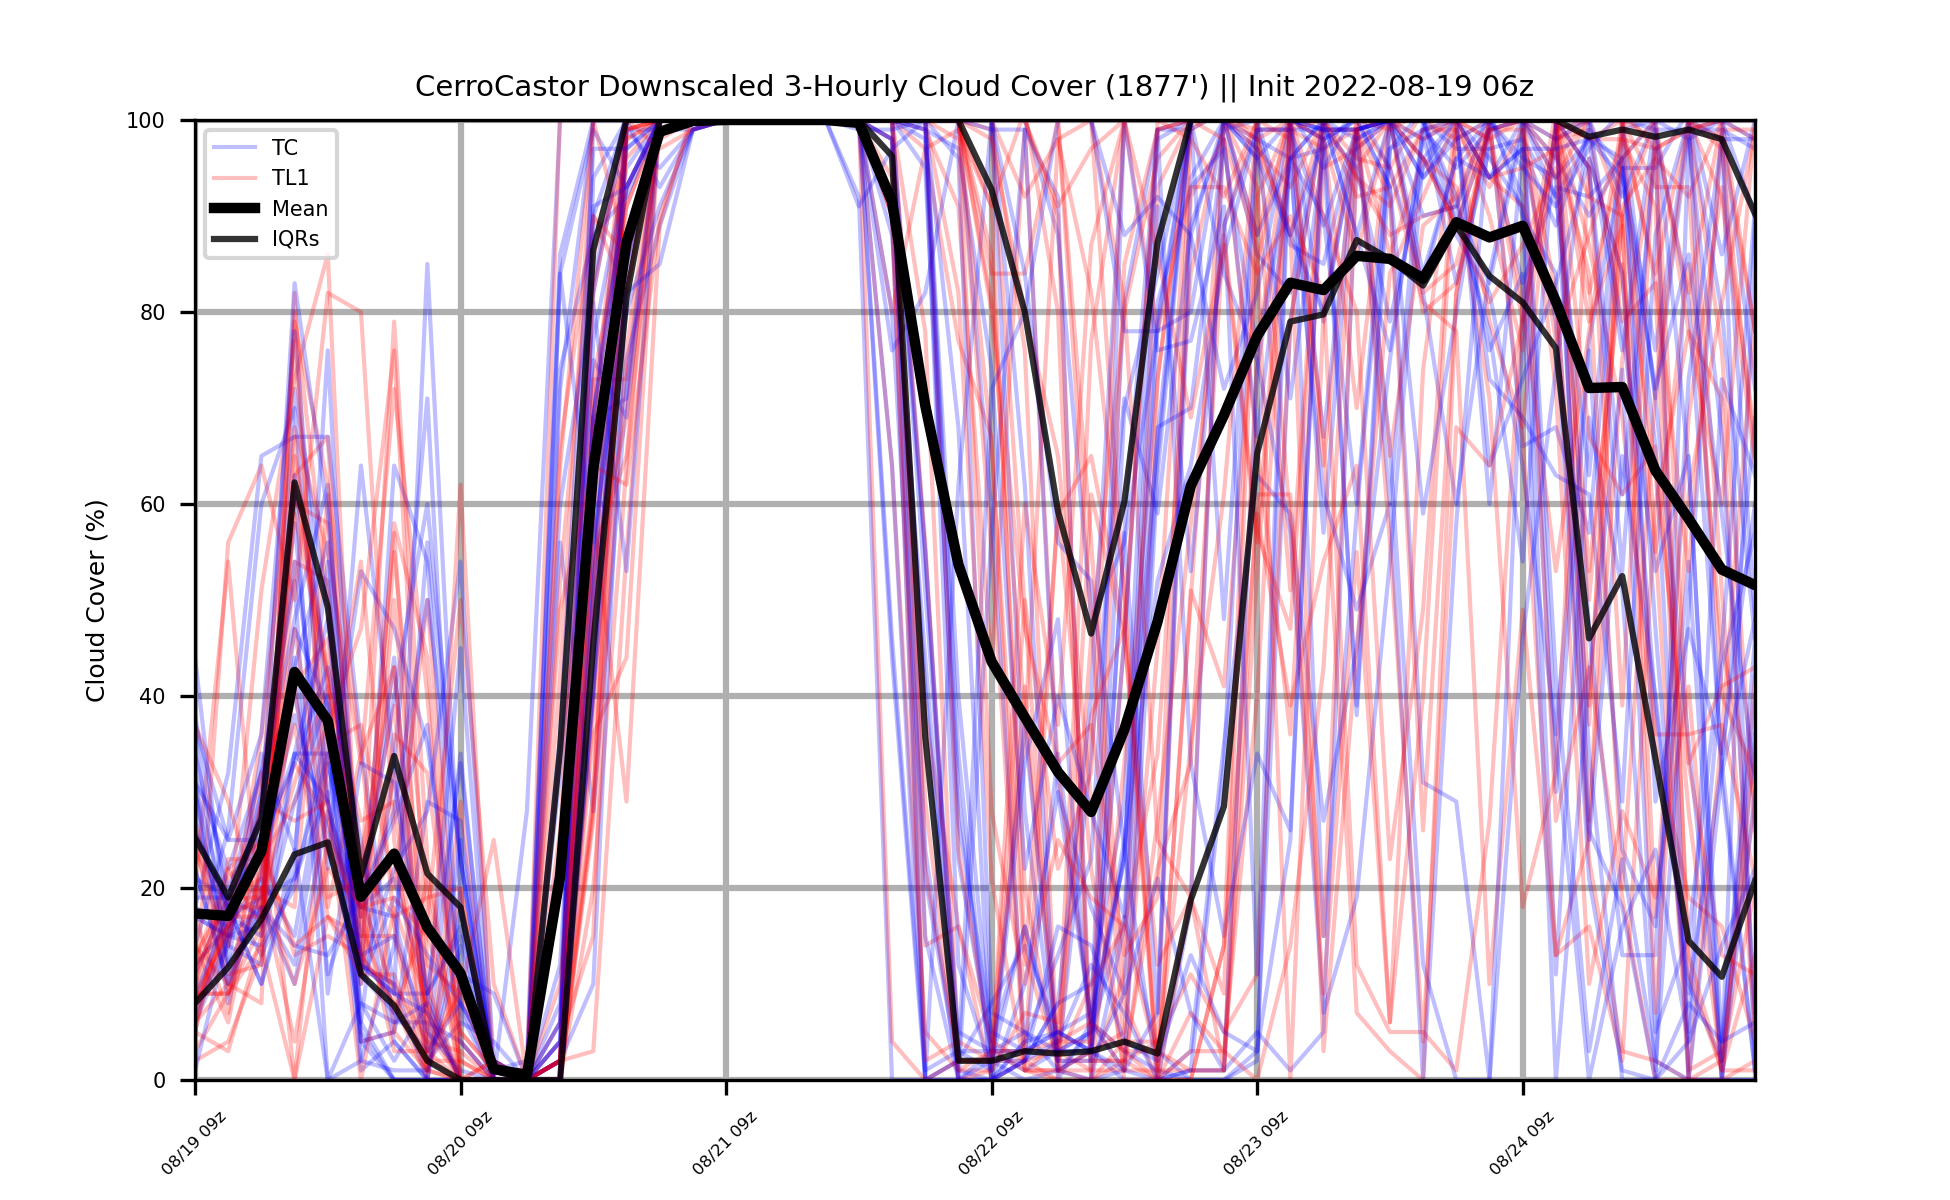 CerroCastor Downscaled 3-Hourly Cloud Cover (1877') || Init 2022-08-19 06z
TC
TL1
Mean
IQRs
Cloud Cover (%)
100
80
60
40
20
0
08/19 09z
08/20 09z
08/21 09z
08/22 09z
08/23 09z
08/24 09z